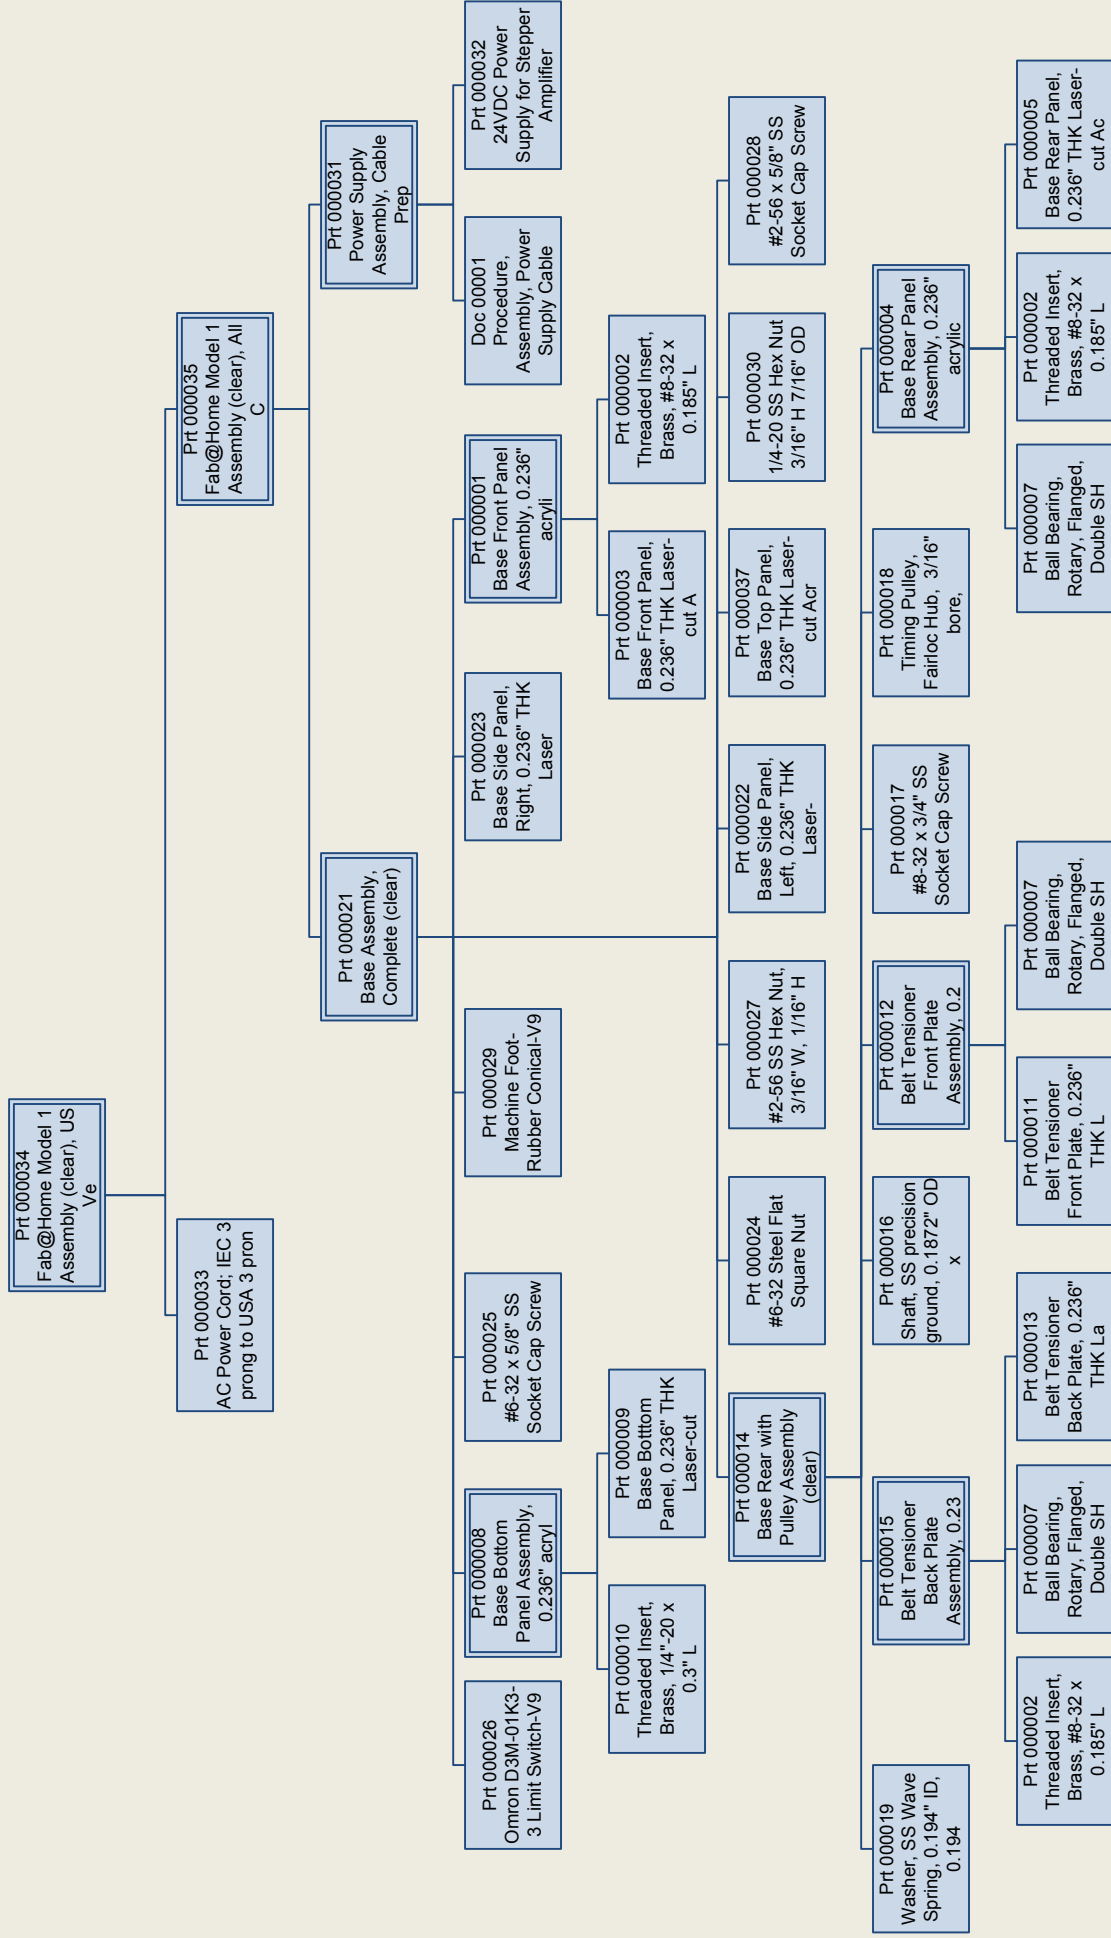 Prt 000034
Fab@Home Model 1
Assembly (clear), US
Ve
Prt 000033
AC Power Cord; IEC 3
prong to USA 3 pron
Prt 000035
Fab@Home Model 1
Assembly (clear), All
C
Prt 000021
Base Assembly,
Complete (clear)
Prt 000031
Power Supply
Assembly, Cable
Prep
Prt 000026
Omron D3M-01K3-
3 Limit Switch-V9
Prt 000008
Base Bottom
Panel Assembly,
0.236" acryl
Prt 000025
#6-32 x 5/8" SS
Socket Cap Screw
Prt 000029
Machine Foot-
Rubber Conical-V9
Prt 000023
Base Side Panel,
Right, 0.236" THK
Laser
Prt 000001
Base Front Panel
Assembly, 0.236"
acryli
Doc 00001
Procedure,
Assembly, Power
Supply Cable
Prt 000032
24VDC Power
Supply for Stepper
Amplifier
Prt 000010
Threaded Insert,
Brass, 1/4"-20 x
0.3" L
Prt 000009
Base Botttom
Panel, 0.236" THK
Laser-cut
Prt 000003
Base Front Panel,
0.236" THK Laser-
cut A
Prt 000002
Threaded Insert,
Brass, #8-32 x
0.185" L
Prt 000014
Base Rear with
Pulley Assembly
(clear)
Prt 000024
#6-32 Steel Flat
Square Nut
Prt 000027
#2-56 SS Hex Nut,
3/16" W, 1/16" H
Prt 000022
Base Side Panel,
Left, 0.236" THK
Laser-
Prt 000037
Base Top Panel,
0.236" THK Laser-
cut Acr
Prt 000030
1/4-20 SS Hex Nut
3/16" H 7/16" OD
Prt 000028
#2-56 x 5/8" SS
Socket Cap Screw
Prt 000019
Washer, SS Wave
Spring, 0.194" ID,
0.194
Prt 000015
Belt Tensioner
Back Plate
Assembly, 0.23
Prt 000016
Shaft, SS precision
ground, 0.1872" OD
x
Prt 000012
Belt Tensioner
Front Plate
Assembly, 0.2
Prt 000017
#8-32 x 3/4" SS
Socket Cap Screw
Prt 000018
Timing Pulley,
Fairloc Hub, 3/16"
bore,
Prt 000004
Base Rear Panel
Assembly, 0.236"
acrylic
Prt 000002
Threaded Insert,
Brass, #8-32 x
0.185" L
Prt 000007
Ball Bearing,
Rotary, Flanged,
Double SH
Prt 000013
Belt Tensioner
Back Plate, 0.236"
THK La
Prt 000011
Belt Tensioner
Front Plate, 0.236"
THK L
Prt 000007
Ball Bearing,
Rotary, Flanged,
Double SH
Prt 000007
Ball Bearing,
Rotary, Flanged,
Double SH
Prt 000002
Threaded Insert,
Brass, #8-32 x
0.185" L
Prt 000005
Base Rear Panel,
0.236" THK Laser-
cut Ac